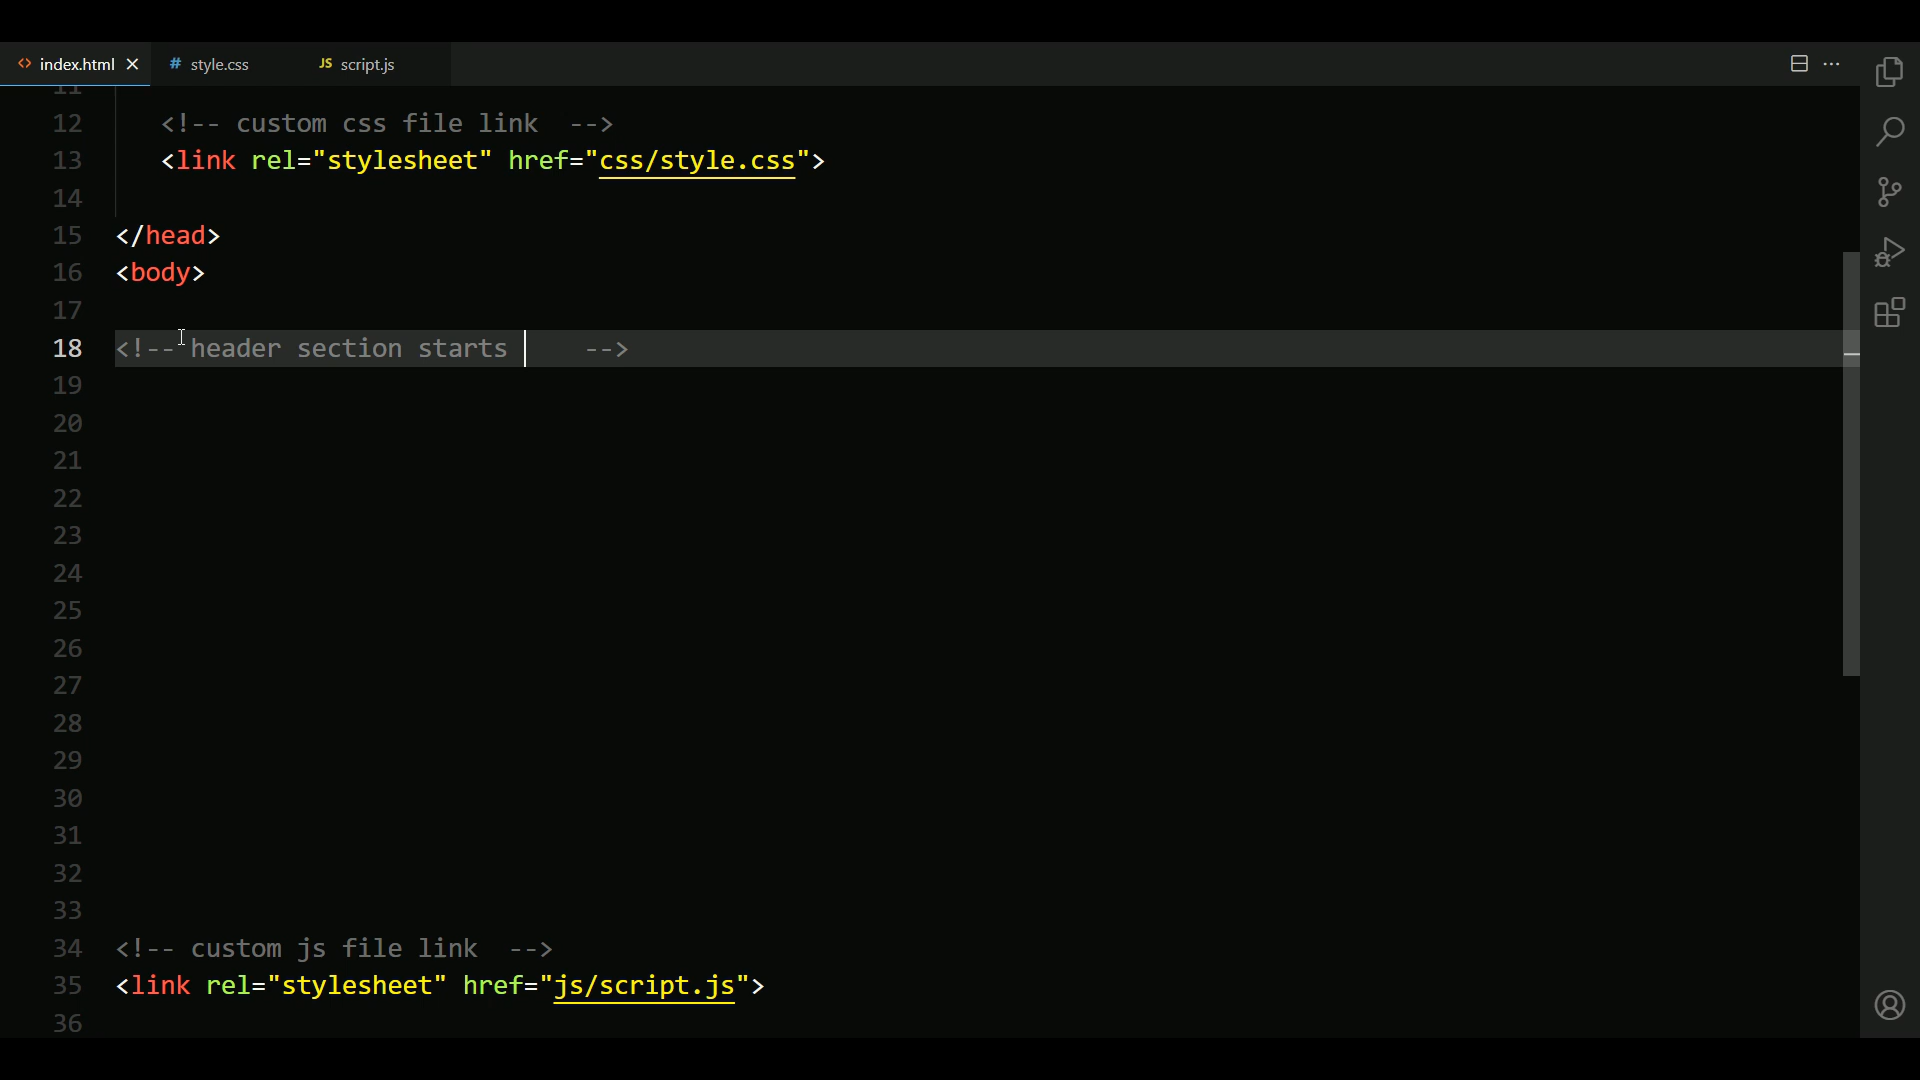 index.html style.css JS script.js
11
12 <!-- custom css file link -->
13 <link rel="stylesheet" href="css/style.css">
14
15 </head>
16 <body>
17
18 <!-- header section starts -->
19
20
21
22
23
24
25
26
27
28
29
30
31
32
33
34 <!-- custom js file link -->
35 <link rel="stylesheet" href="js/script.js">
36